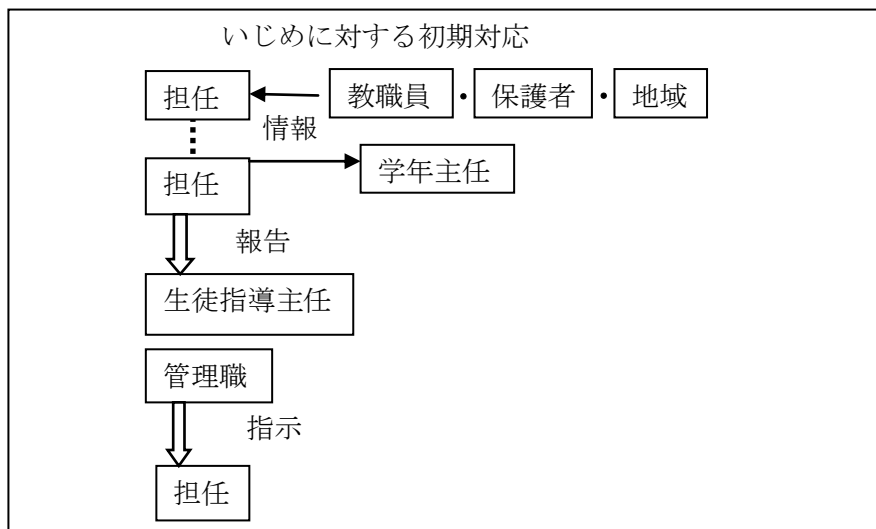 いじめに対する初期対応
担任 教職員・保護者・地域
情報
担任 学年主任
報告
生徒指導主任
管理職
指示
担任